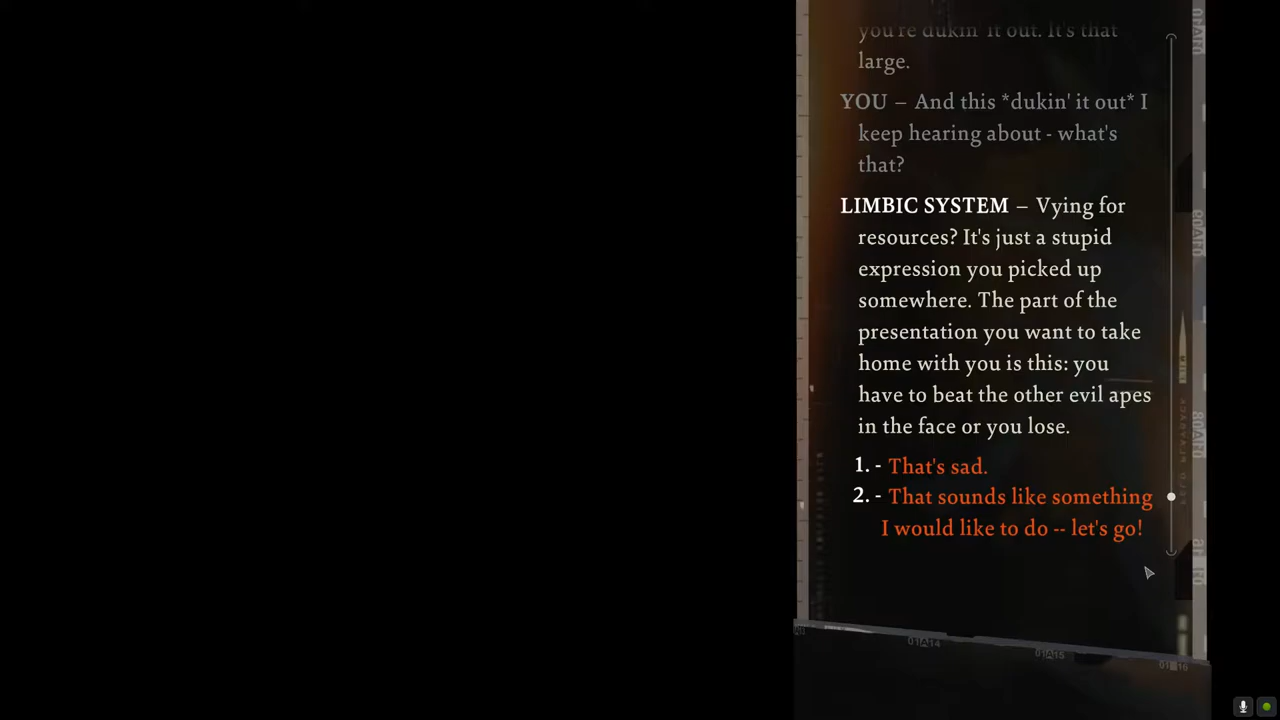 you're dukin' it out. It's that
large.
YOU – And this *dukin' it out* I
keep hearing about - what's
that?
LIMBIC SYSTEM – Vying for
resources? It's just a stupid
expression you picked up
somewhere. The part of the
presentation you want to take
home with you is this: you
have to beat the other evil apes
in the face or you lose.
1. - That's sad.
2. - That sounds like something
I would like to do -- let's go!